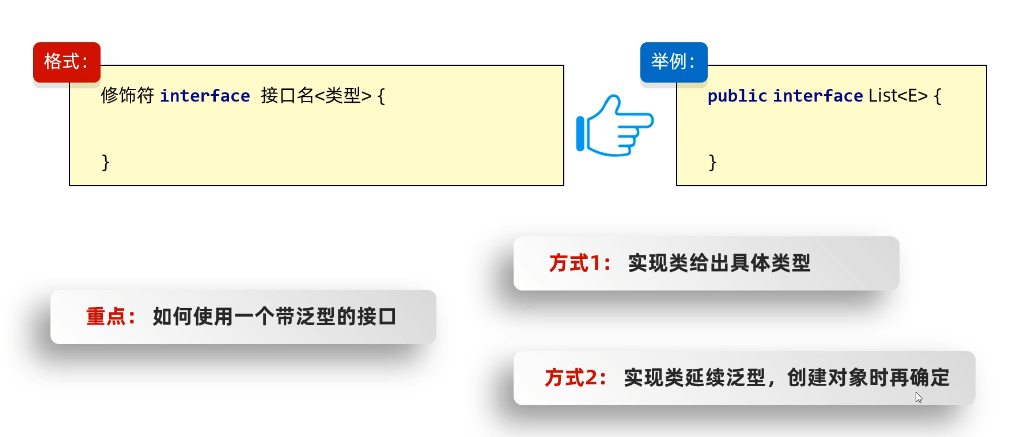 格式：
修饰符 interface 接口名<类型> {
}
举例：
public interface List<E> {
}
重点： 如何使用一个带泛型的接口
方式1： 实现类给出具体类型
方式2： 实现类延续泛型，创建对象时再确定